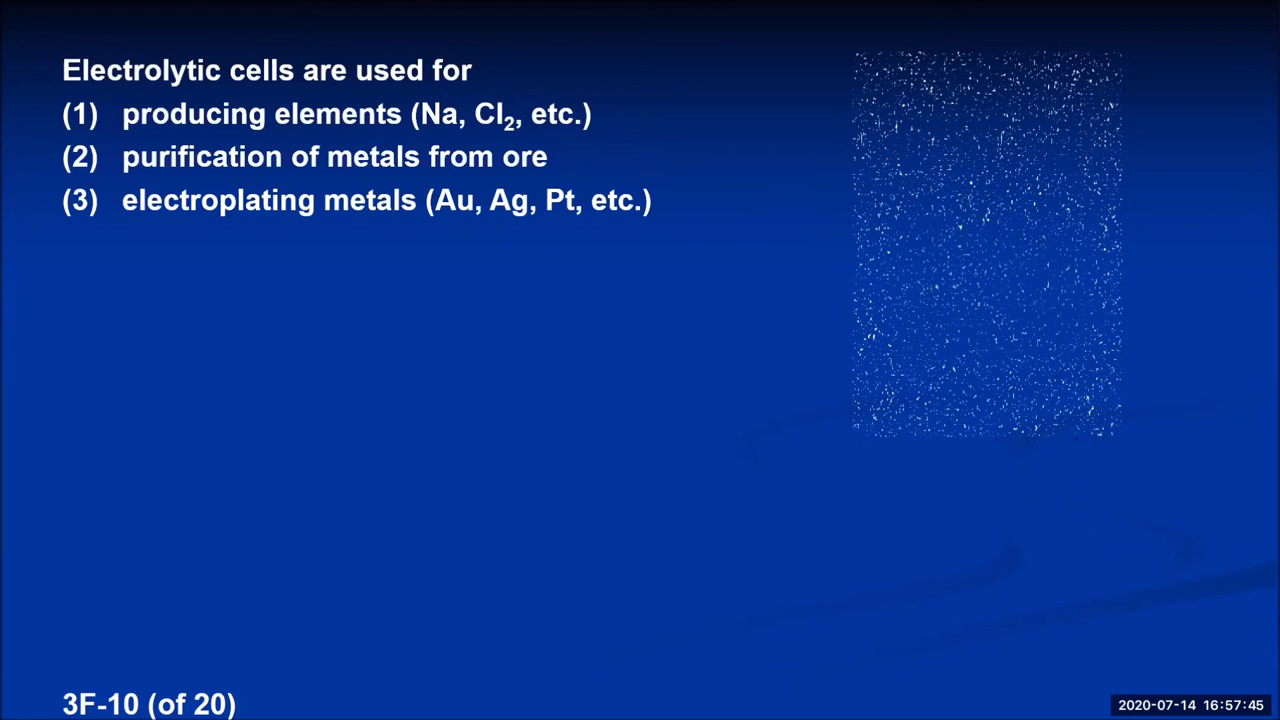 Electrolytic cells are used for
(1) producing elements (Na, Cl₂, etc.)
(2) purification of metals from ore
(3) electroplating metals (Au, Ag, Pt, etc.)
3F-10 (of 20)
2020-07-14 16:57:45